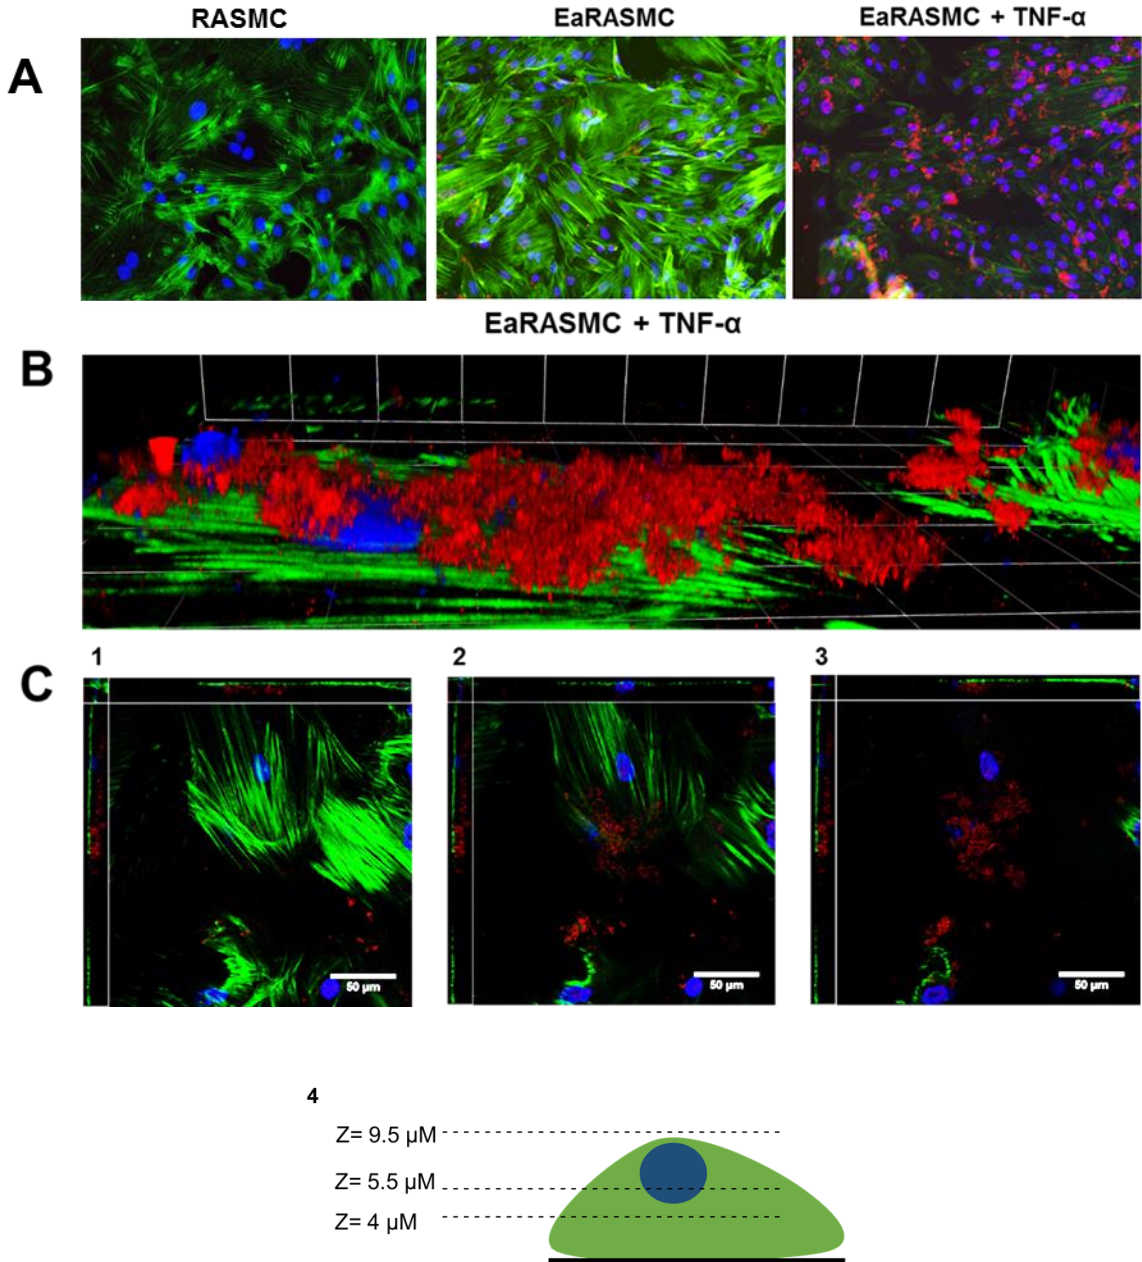 RASMC EaRASMC EaRASMC + TNF-α
A
EaRASMC + TNF-α
B
1 2 3
C
50 µm 50 µm 50 µm
4
Z= 9.5 µM
Z= 5.5 µM
Z= 4 µM